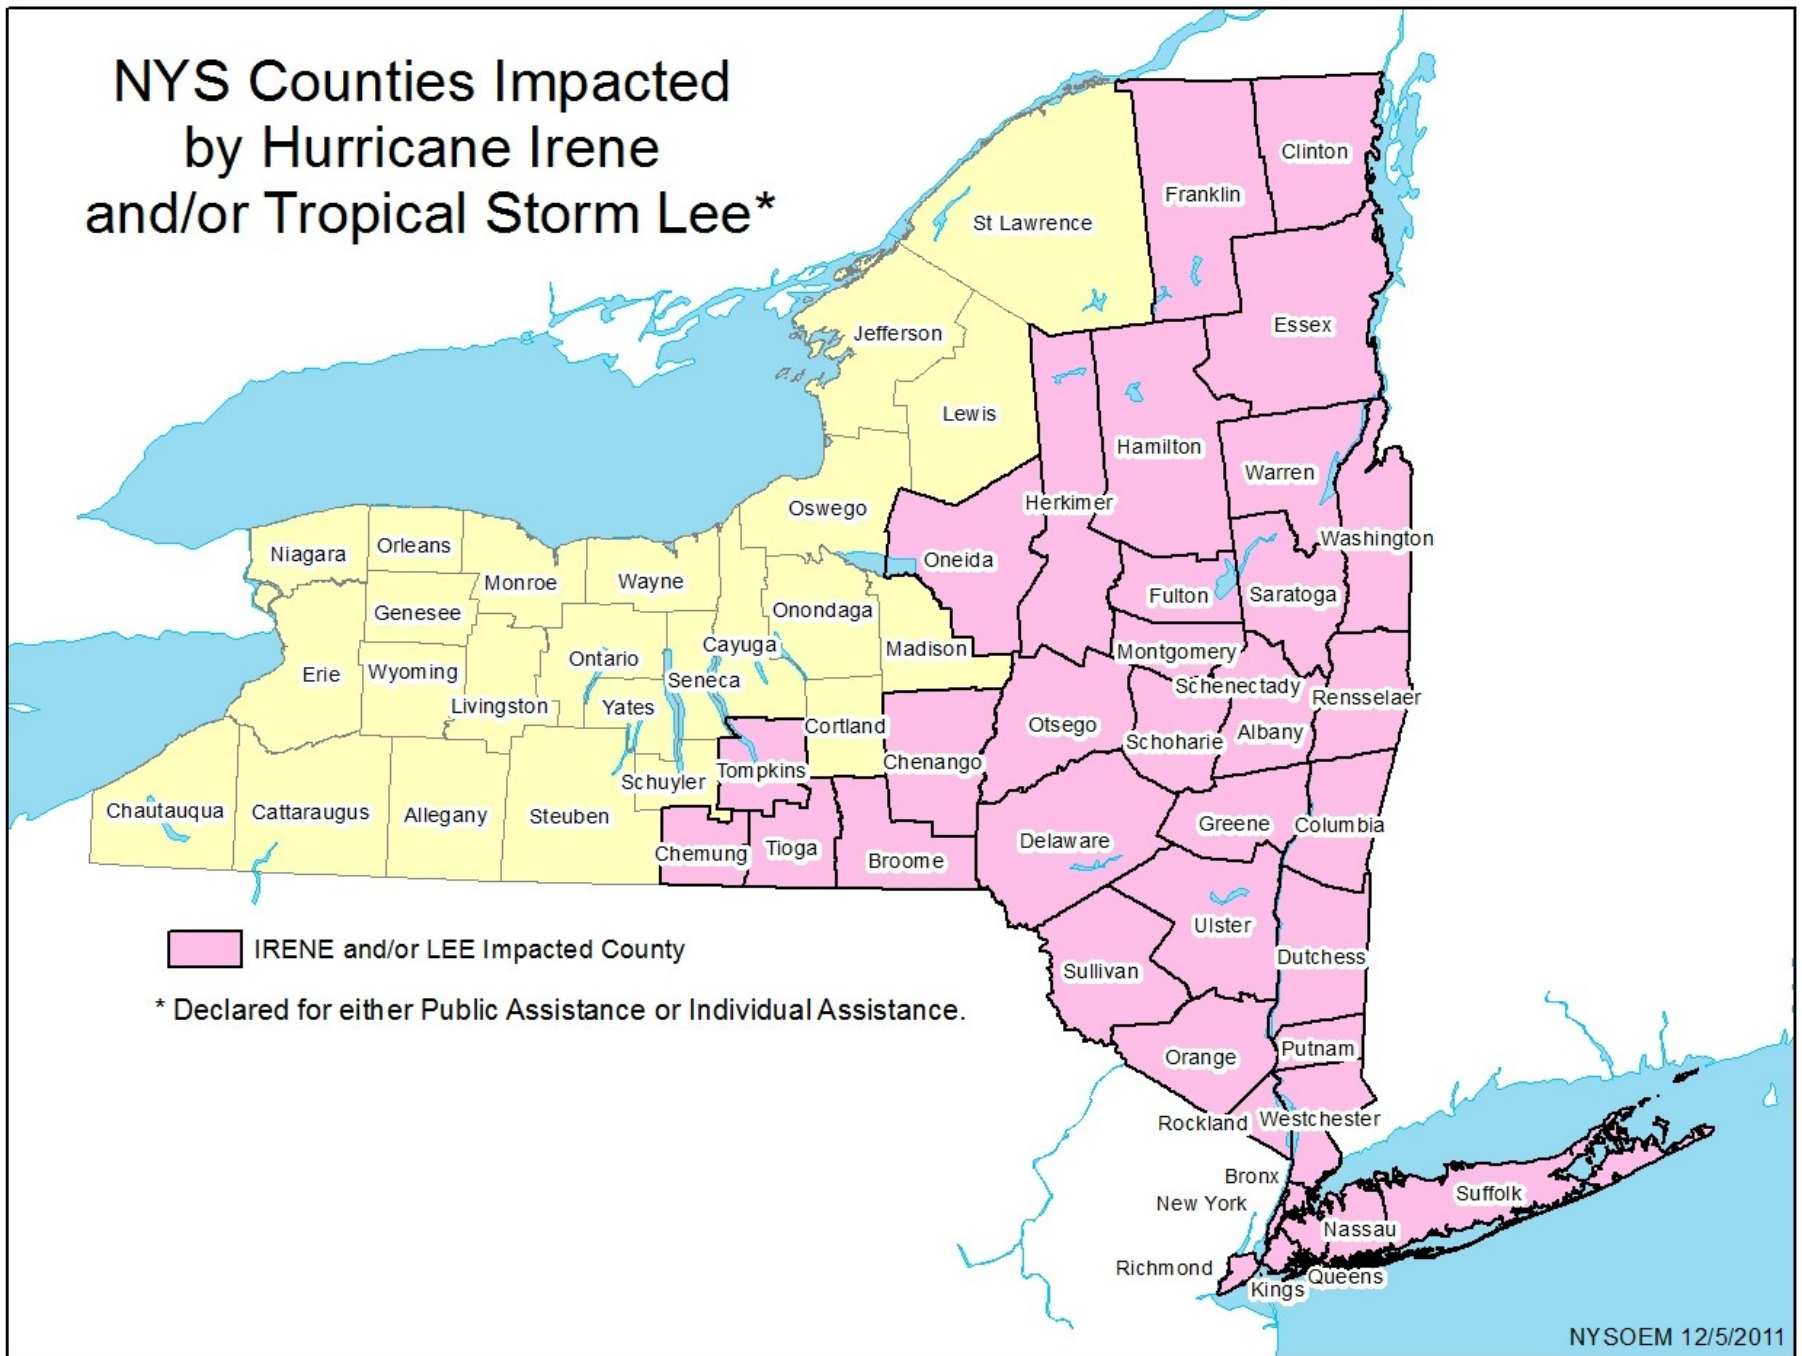 NYS Counties Impacted
by Hurricane Irene
and/or Tropical Storm Lee*
Clinton
Franklin
St Lawrence
Essex
Jefferson
Lewis
Hamilton
Warren
Herkimer
Oswego
Washington
Niagara
Orleans
Oneida
Monroe
Wayne
Fulton
Saratoga
Genesee
Onondaga
Cayuga
Madison
Montgomery
Erie
Wyoming
Ontario
Seneca
Schenectady
Rensselaer
Livingston
Yates
Cortland
Otsego
Schoharie
Albany
Chenango
Tompkins
Schuyler
Chautauqua
Cattaraugus
Allegany
Steuben
Greene
Columbia
Delaware
Chemung
Tioga
Broome
Ulster
IRENE and/or LEE Impacted County
Dutchess
Sullivan
* Declared for either Public Assistance or Individual Assistance.
Orange
Putnam
Rockland
Westchester
Bronx
Suffolk
New York
Nassau
Richmond
Queens
Kings
NYSOEM 12/5/2011